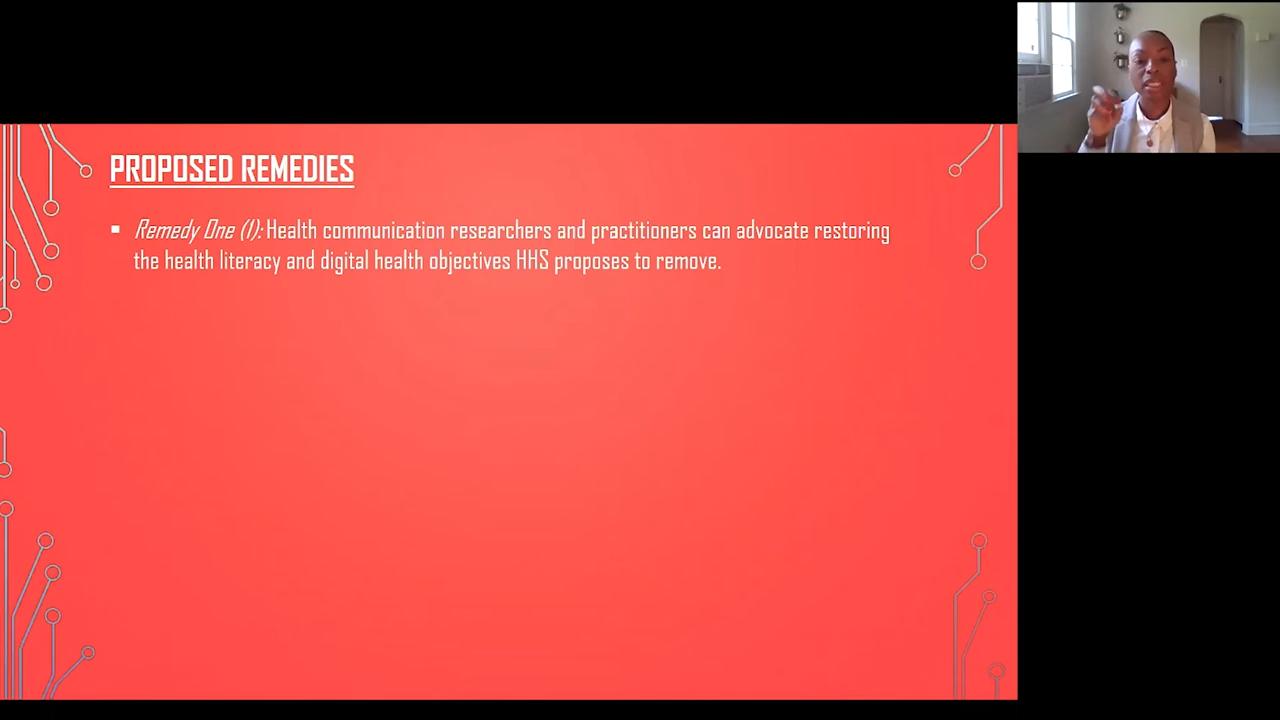 PROPOSED REMEDIES
▪ Remedy One (1): Health communication researchers and practitioners can advocate restoring
the health literacy and digital health objectives HHS proposes to remove.